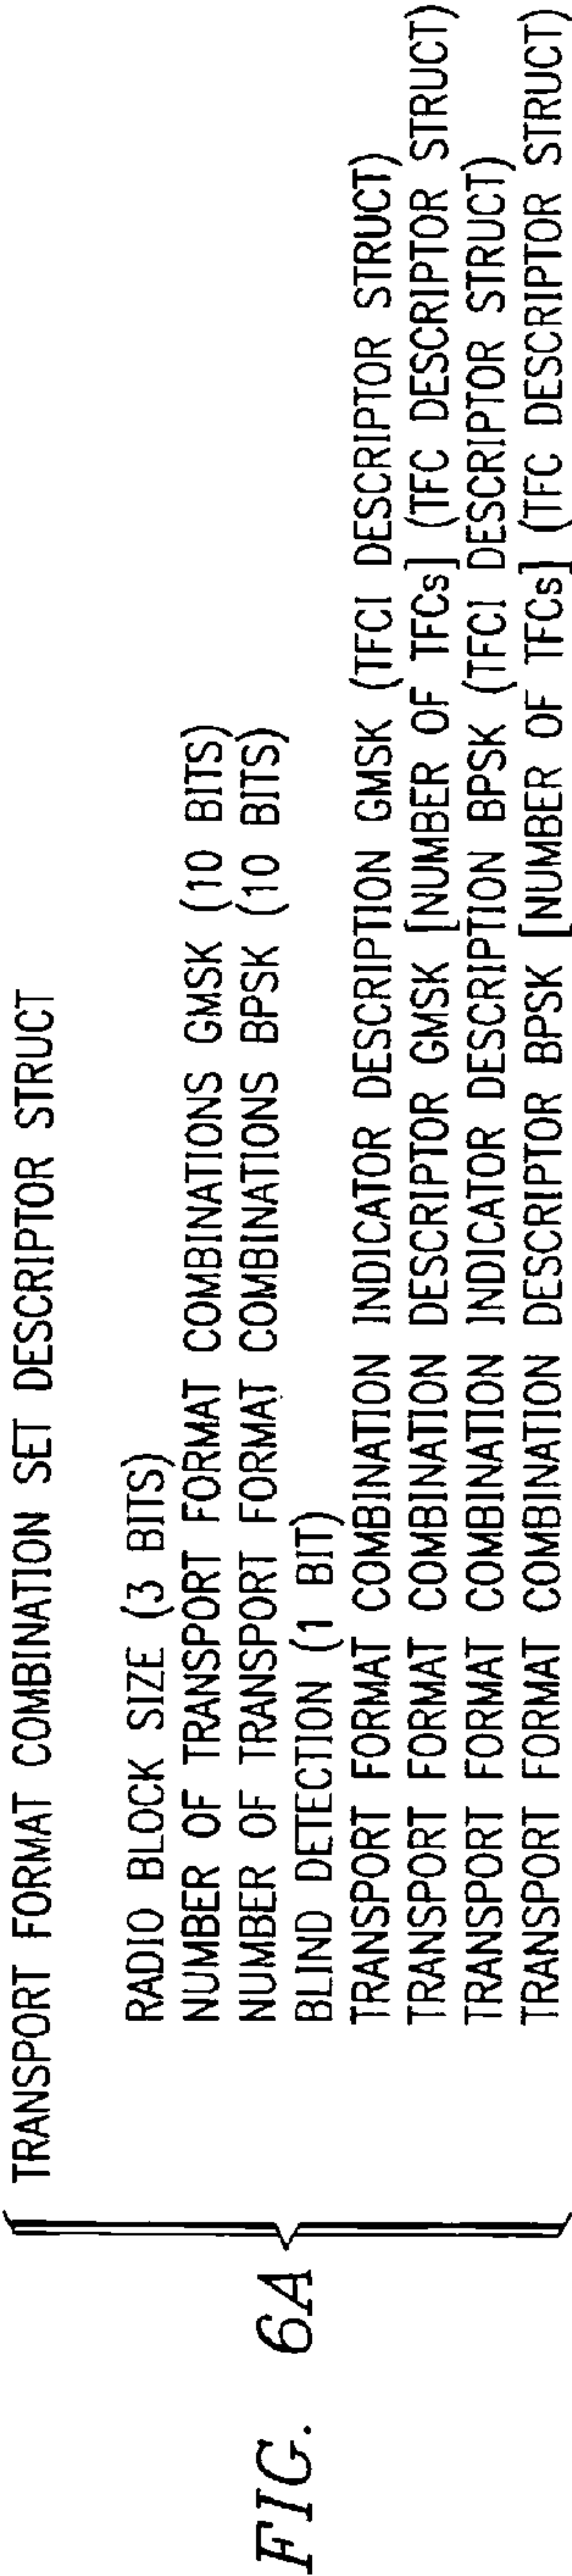 FIG. 6A
TRANSPORT FORMAT COMBINATION SET DESCRIPTOR STRUCT
RADIO BLOCK SIZE (3 BITS)
NUMBER OF TRANSPORT FORMAT COMBINATIONS GMSK (10 BITS)
NUMBER OF TRANSPORT FORMAT COMBINATIONS BPSK (10 BITS)
BLIND DETECTION (1 BIT)
TRANSPORT FORMAT COMBINATION INDICATOR DESCRIPTION GMSK (TFCI DESCRIPTOR STRUCT)
TRANSPORT FORMAT COMBINATION DESCRIPTOR GMSK [NUMBER OF TFCs] (TFC DESCRIPTOR STRUCT)
TRANSPORT FORMAT COMBINATION INDICATOR DESCRIPTION BPSK (TFCI DESCRIPTOR STRUCT)
TRANSPORT FORMAT COMBINATION DESCRIPTOR BPSK [NUMBER OF TFCs] (TFC DESCRIPTOR STRUCT)